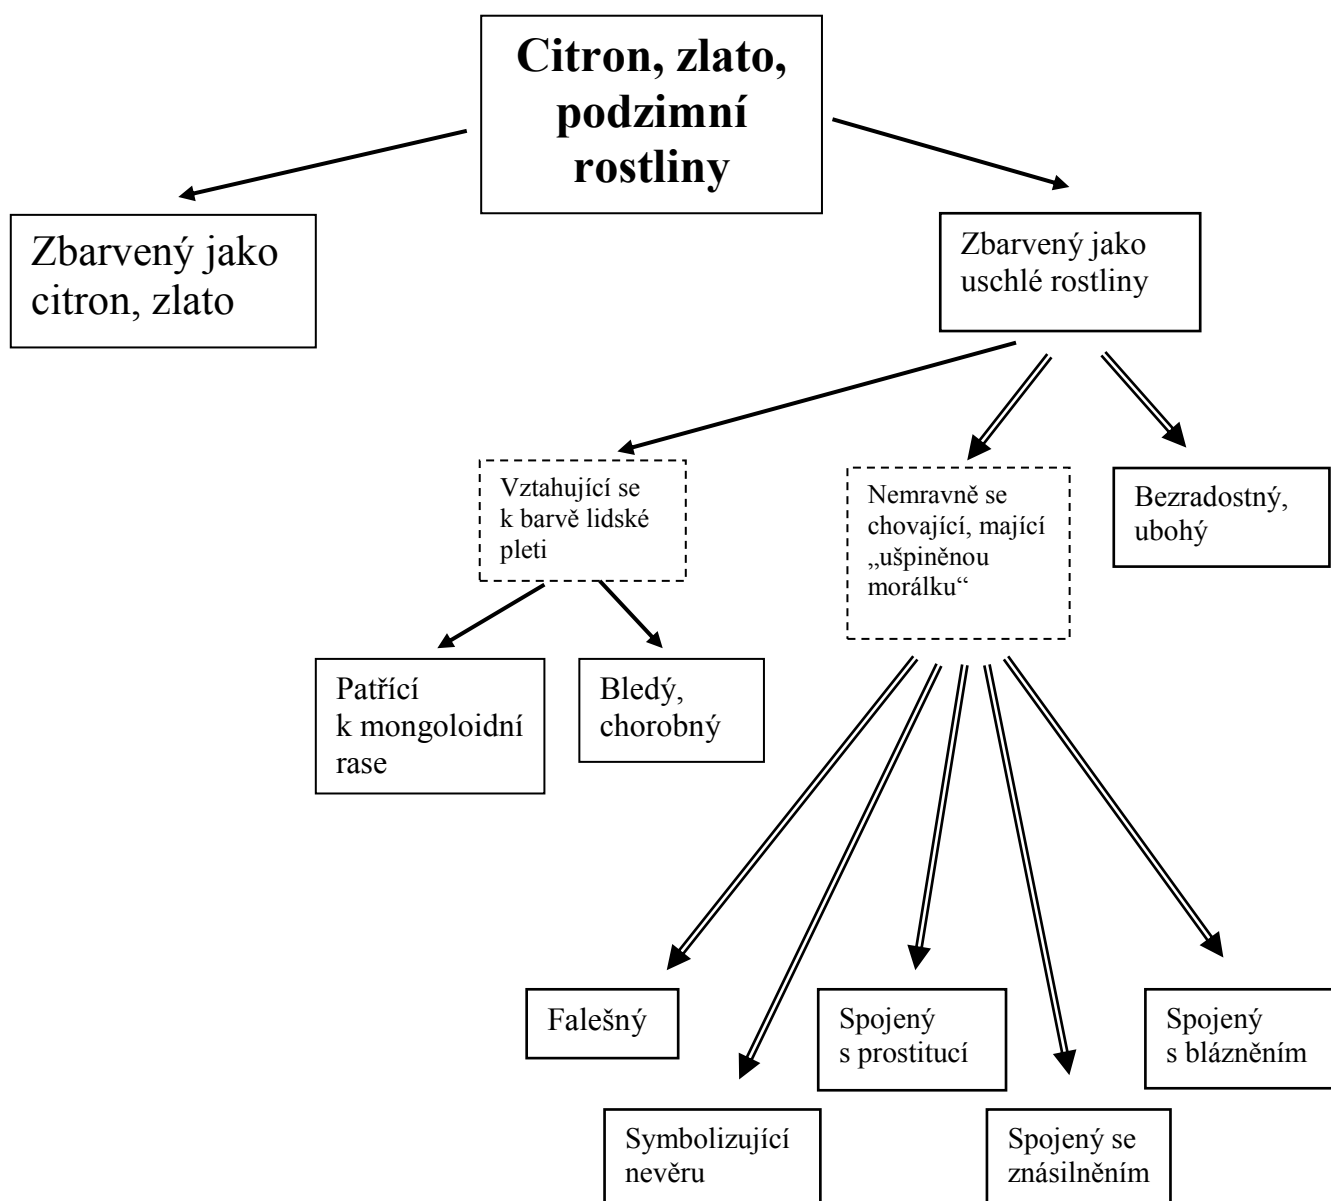 Citron, zlato,
podzimní
rostliny
Zbarvený jako
citron, zlato
Zbarvený jako
uschlé rostliny
Vztahující se
k barvě lidské
pleti
Nemravně se
chovající, mající
„ušpiněnou
morálku“
Bezradostný,
ubohý
Patřící
k mongoloidní
rase
Bledý,
chorobný
Falešný
Spojený
s prostitucí
Spojený
s blázněním
Symbolizující
nevěru
Spojený se
znásilněním